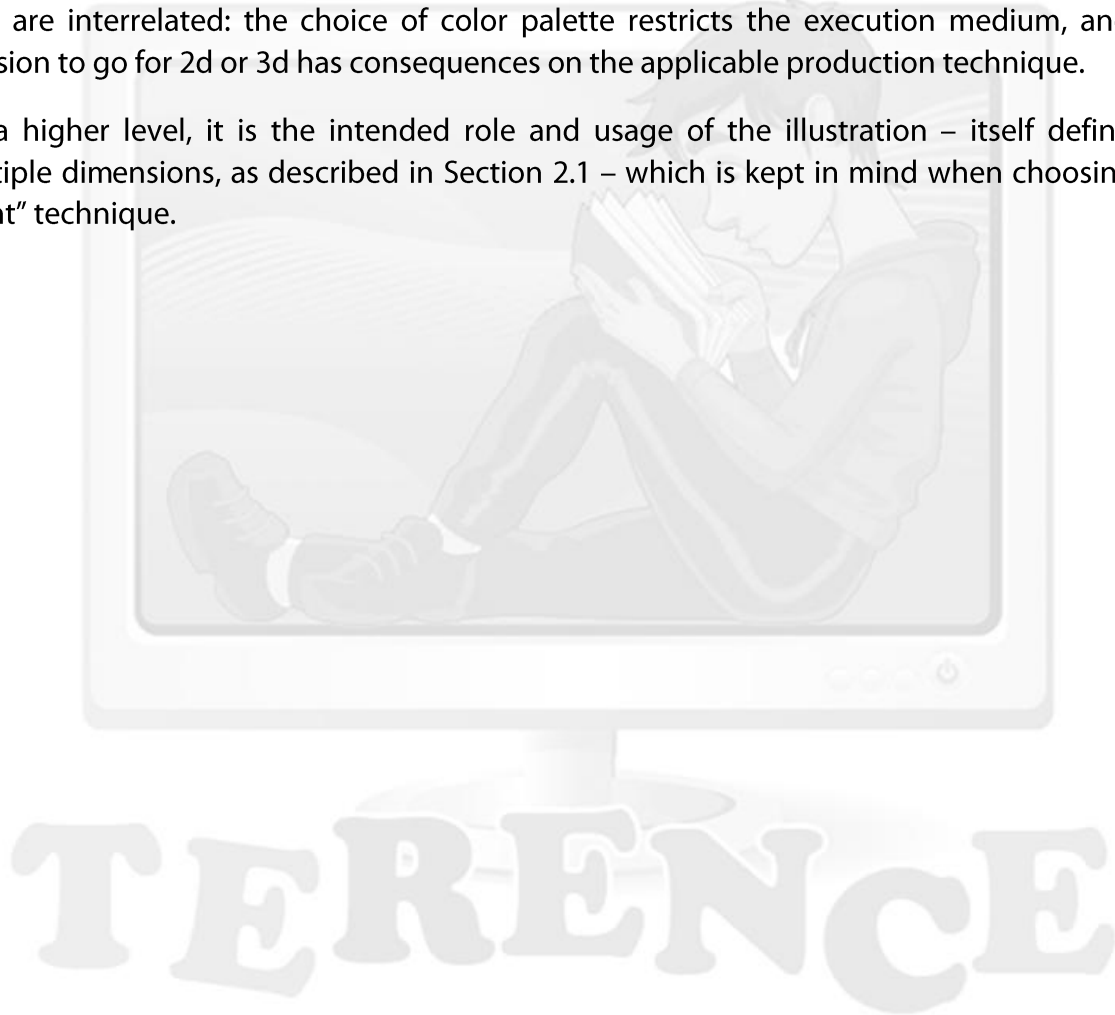 are interrelated: the choice of color palette restricts the execution medium, an
sion to go for 2d or 3d has consequences on the applicable production technique.
a higher level, it is the intended role and usage of the illustration – itself defin
tiple dimensions, as described in Section 2.1 – which is kept in mind when choosin
nt” technique.
TERENCE